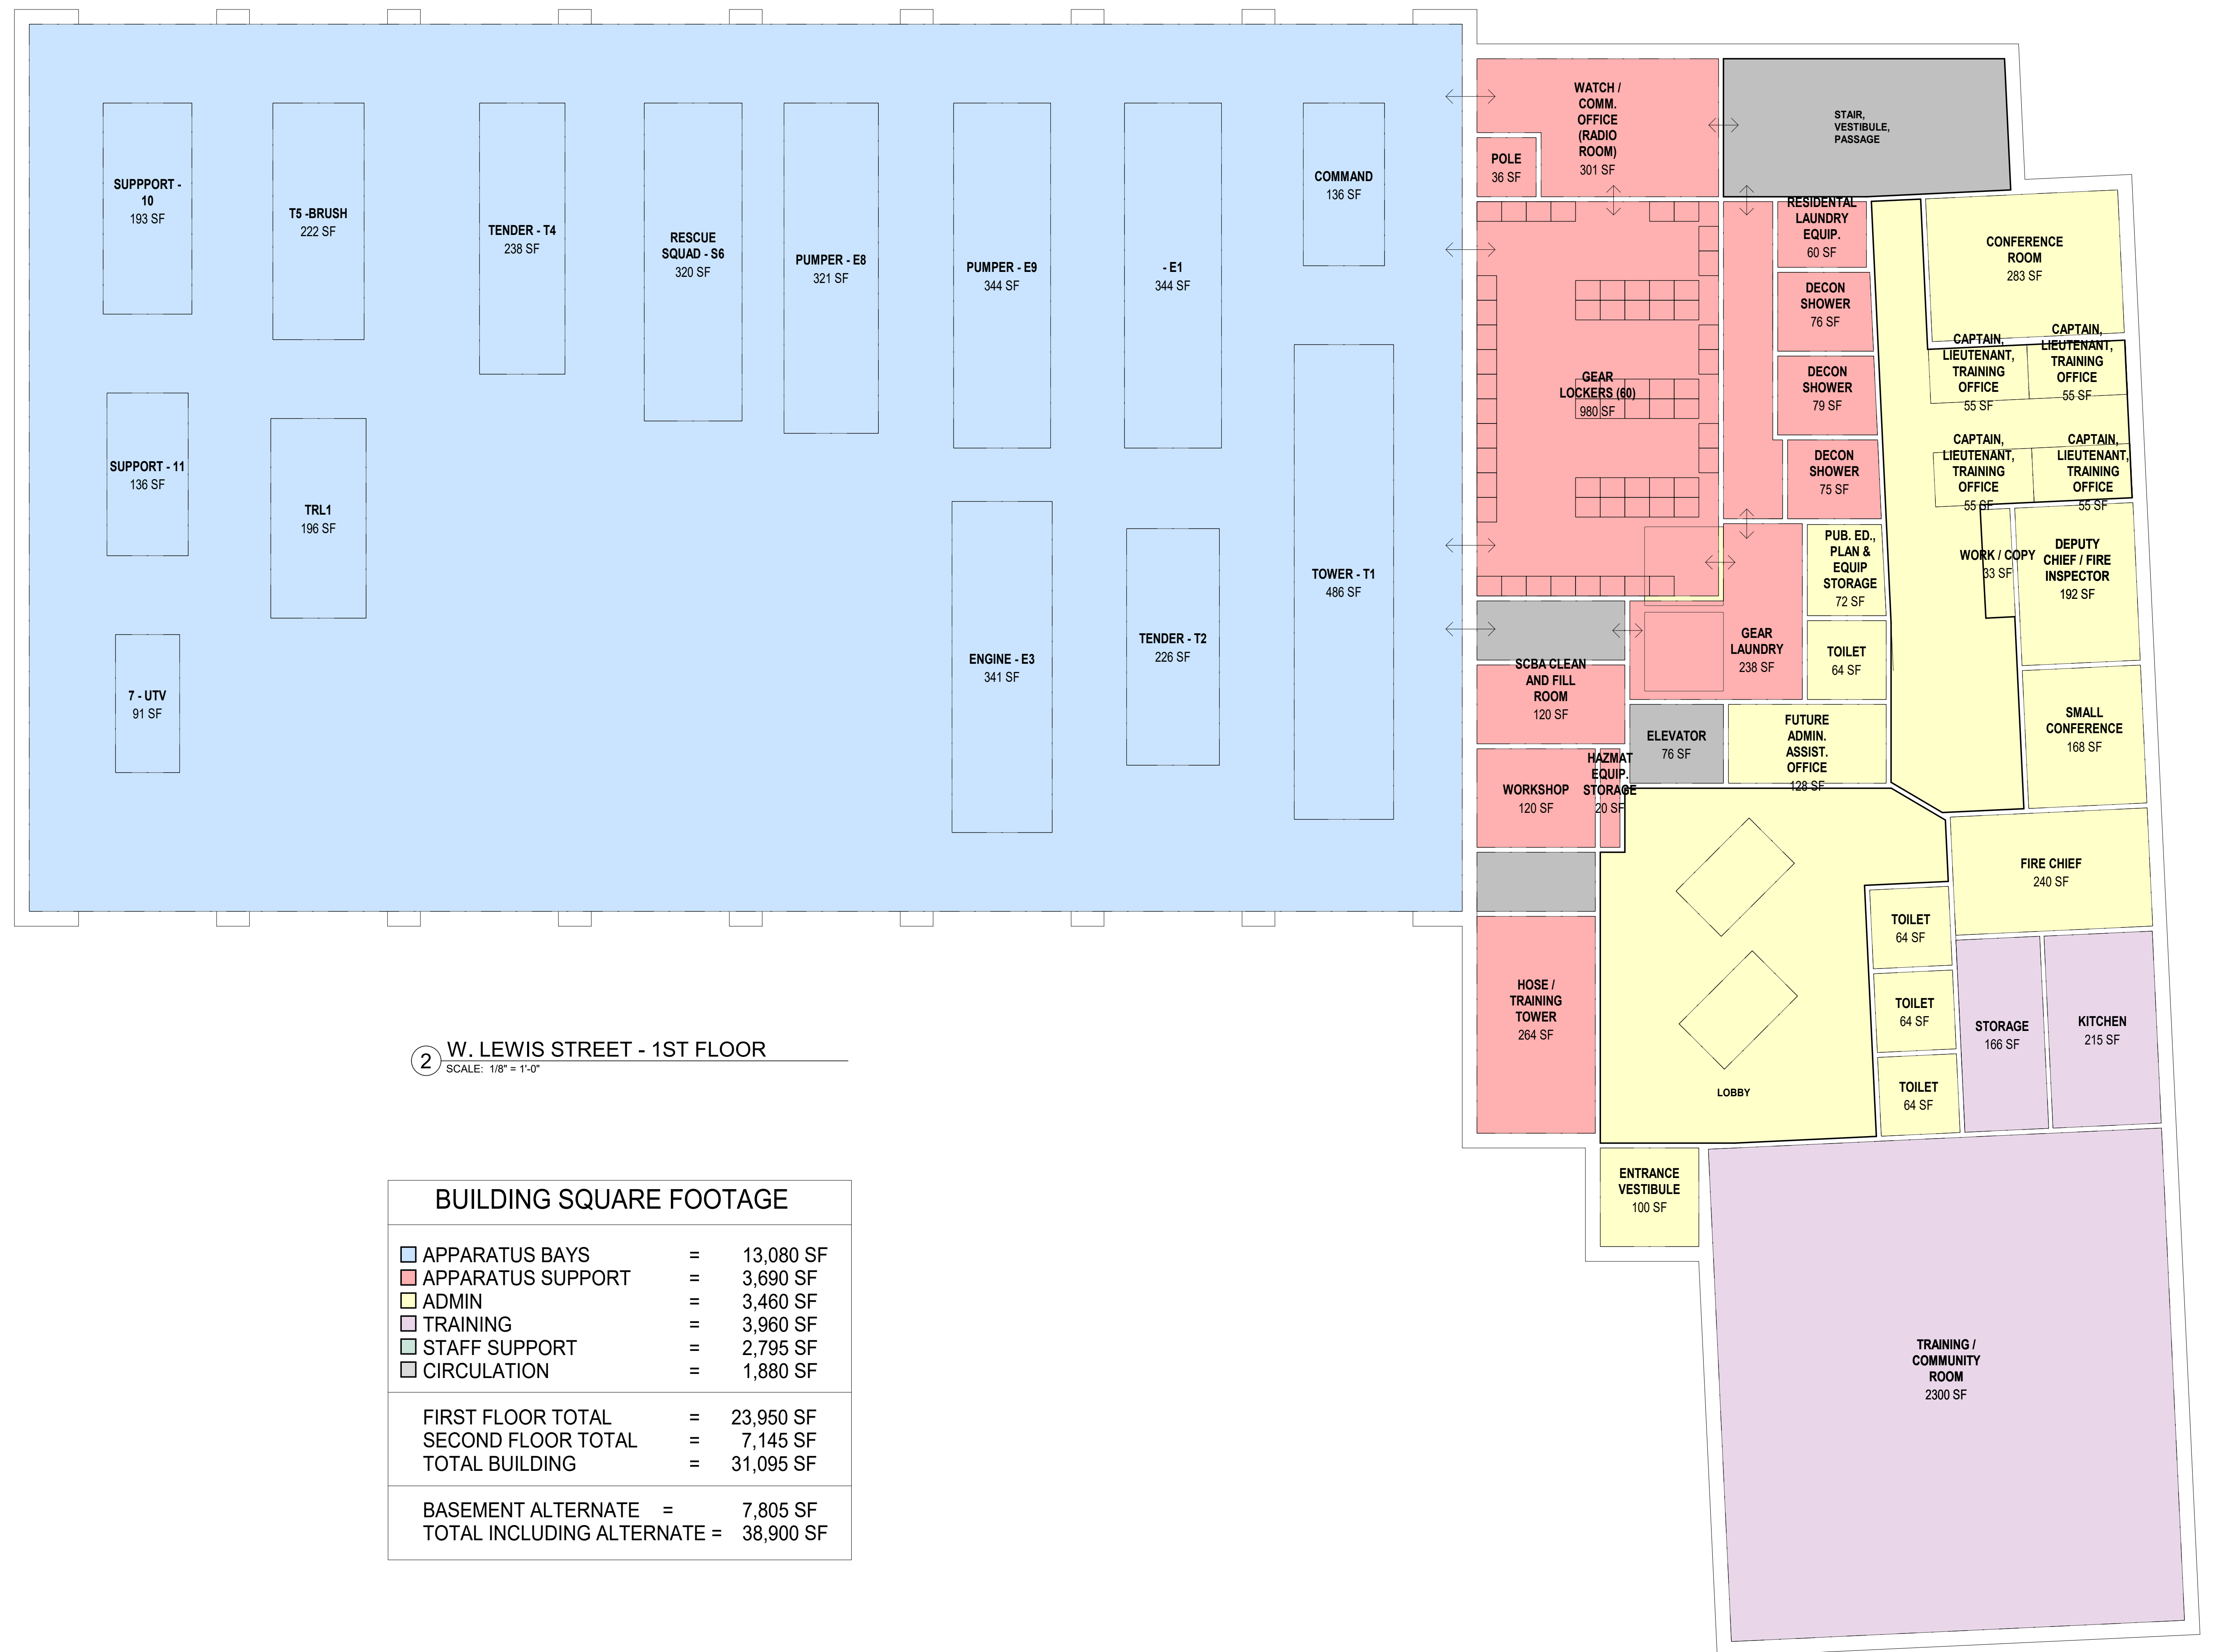 SUPPPORT -
10
193 SF
T5 -BRUSH
222 SF
TENDER - T4
238 SF
RESCUE
SQUAD - S6
320 SF
PUMPER - E8
321 SF
PUMPER - E9
344 SF
- E1
344 SF
COMMAND
136 SF
SUPPORT - 11
136 SF
TRL1
196 SF
7 - UTV
91 SF
ENGINE - E3
341 SF
TENDER - T2
226 SF
TOWER - T1
486 SF
WATCH /
COMM.
OFFICE
(RADIO
ROOM)
301 SF
POLE
36 SF
STAIR,
VESTIBULE,
PASSAGE
RESIDENTAL
LAUNDRY
EQUIP.
60 SF
DECON
SHOWER
76 SF
DECON
SHOWER
79 SF
DECON
SHOWER
75 SF
GEAR
LOCKERS (60)
980 SF
CONFERENCE
ROOM
283 SF
CAPTAIN,
LIEUTENANT,
TRAINING
OFFICE
55 SF
CAPTAIN,
LIEUTENANT,
TRAINING
OFFICE
55 SF
CAPTAIN,
LIEUTENANT,
TRAINING
OFFICE
55 SF
CAPTAIN,
LIEUTENANT,
TRAINING
OFFICE
55 SF
PUB. ED.,
PLAN &
EQUIP
STORAGE
72 SF
WORK / COPY
33 SF
DEPUTY
CHIEF / FIRE
INSPECTOR
192 SF
GEAR
LAUNDRY
238 SF
TOILET
64 SF
SCBA CLEAN
AND FILL
ROOM
120 SF
ELEVATOR
76 SF
FUTURE
ADMIN.
ASSIST.
OFFICE
128 SF
SMALL
CONFERENCE
168 SF
WORKSHOP
120 SF
HAZMAT
EQUIP.
STORAGE
20 SF
FIRE CHIEF
240 SF
TOILET
64 SF
TOILET
64 SF
TOILET
64 SF
STORAGE
166 SF
KITCHEN
215 SF
HOSE /
TRAINING
TOWER
264 SF
LOBBY
ENTRANCE
VESTIBULE
100 SF
TRAINING /
COMMUNITY
ROOM
2300 SF
2 W. LEWIS STREET - 1ST FLOOR
SCALE: 1/8" = 1'-0"
BUILDING SQUARE FOOTAGE
APPARATUS BAYS = 13,080 SF
APPARATUS SUPPORT = 3,690 SF
ADMIN = 3,460 SF
TRAINING = 3,960 SF
STAFF SUPPORT = 2,795 SF
CIRCULATION = 1,880 SF
FIRST FLOOR TOTAL = 23,950 SF
SECOND FLOOR TOTAL = 7,145 SF
TOTAL BUILDING = 31,095 SF
BASEMENT ALTERNATE = 7,805 SF
TOTAL INCLUDING ALTERNATE = 38,900 SF